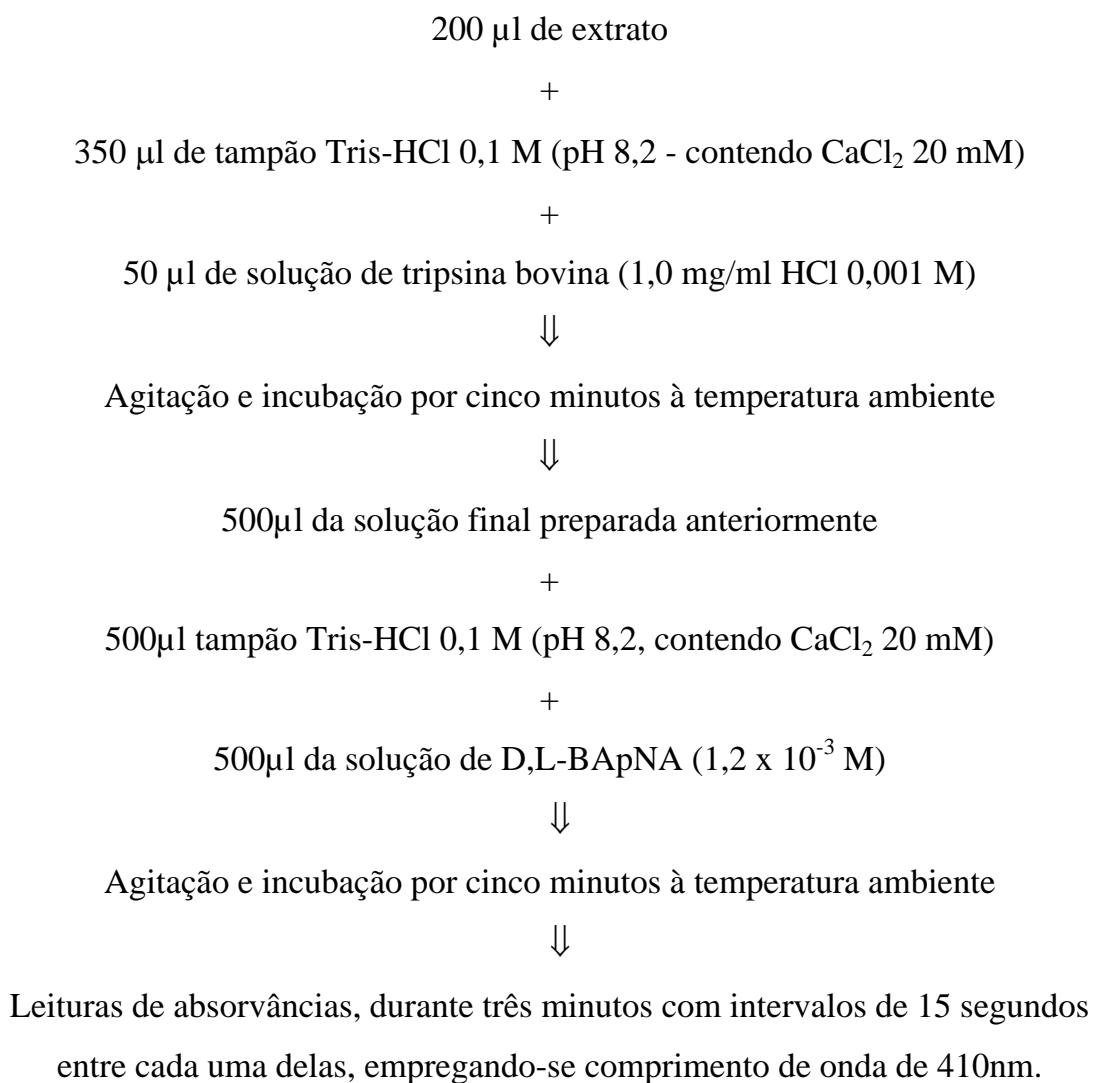 200 µl de extrato
+
350 µl de tampão Tris-HCl 0,1 M (pH 8,2 - contendo CaCl₂ 20 mM)
+
50 µl de solução de tripsina bovina (1,0 mg/ml HCl 0,001 M)
⇓
Agitação e incubação por cinco minutos à temperatura ambiente
⇓
500µl da solução final preparada anteriormente
+
500µl tampão Tris-HCl 0,1 M (pH 8,2, contendo CaCl₂ 20 mM)
+
500µl da solução de D,L-BApNA (1,2 x 10⁻³ M)
⇓
Agitação e incubação por cinco minutos à temperatura ambiente
⇓
Leituras de absorvâncias, durante três minutos com intervalos de 15 segundos
entre cada uma delas, empregando-se comprimento de onda de 410nm.